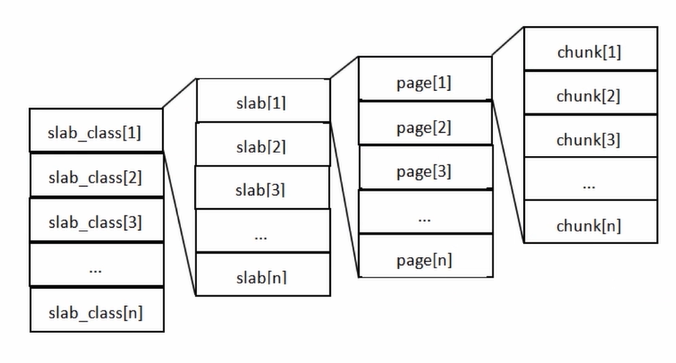 slab_class[1]
slab_class[2]
slab_class[3]
...
slab_class[n]
slab[1]
slab[2]
slab[3]
...
slab[n]
page[1]
page[2]
page[3]
...
page[n]
chunk[1]
chunk[2]
chunk[3]
...
chunk[n]